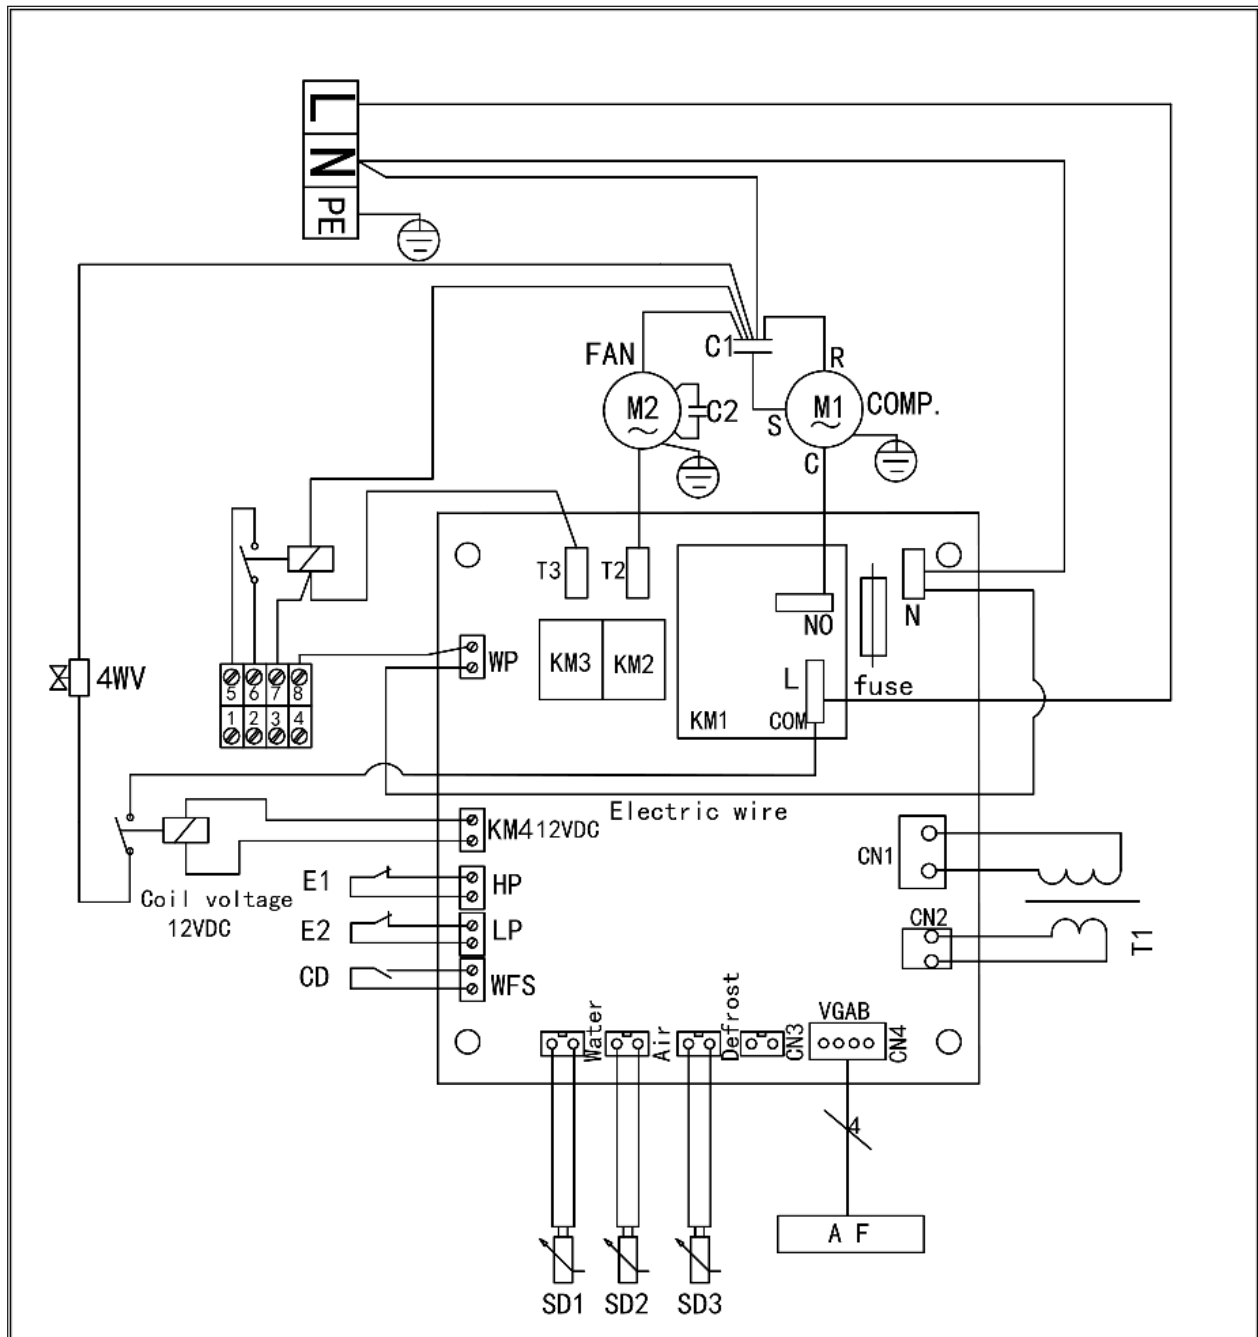 L
N
PE
C1
R
FAN
M2
C2
S
M1
COMP.
C
T3
T2
NO
N
KM3
KM2
WP
L
fuse
4WV
5 6 7 8
1 2 3 4
KM1
COM
Electric wire
KM412VDC
CN1
E1
HP
Coil voltage
12VDC
E2
LP
CN2
T1
CD
WFS
Water
Air
Defrost
CN3
VGAB
CN4
4
A F
SD1
SD2
SD3